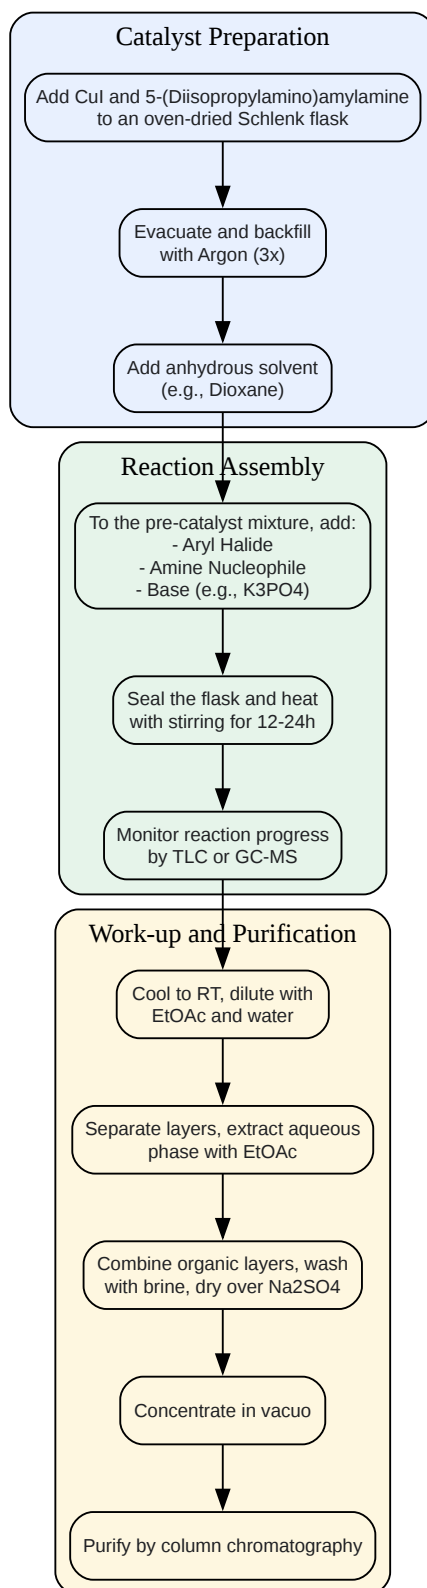 Catalyst Preparation
Add CuI and 5-(Diisopropylamino)amylamine
to an oven-dried Schlenk flask
Evacuate and backfill
with Argon (3x)
Add anhydrous solvent
(e.g., Dioxane)
Reaction Assembly
To the pre-catalyst mixture, add:
- Aryl Halide
- Amine Nucleophile
- Base (e.g., K3PO4)
Seal the flask and heat
with stirring for 12-24h
Monitor reaction progress
by TLC or GC-MS
Work-up and Purification
Cool to RT, dilute with
EtOAc and water
Separate layers, extract aqueous
phase with EtOAc
Combine organic layers, wash
with brine, dry over Na2SO4
Concentrate in vacuo
Purify by column chromatography